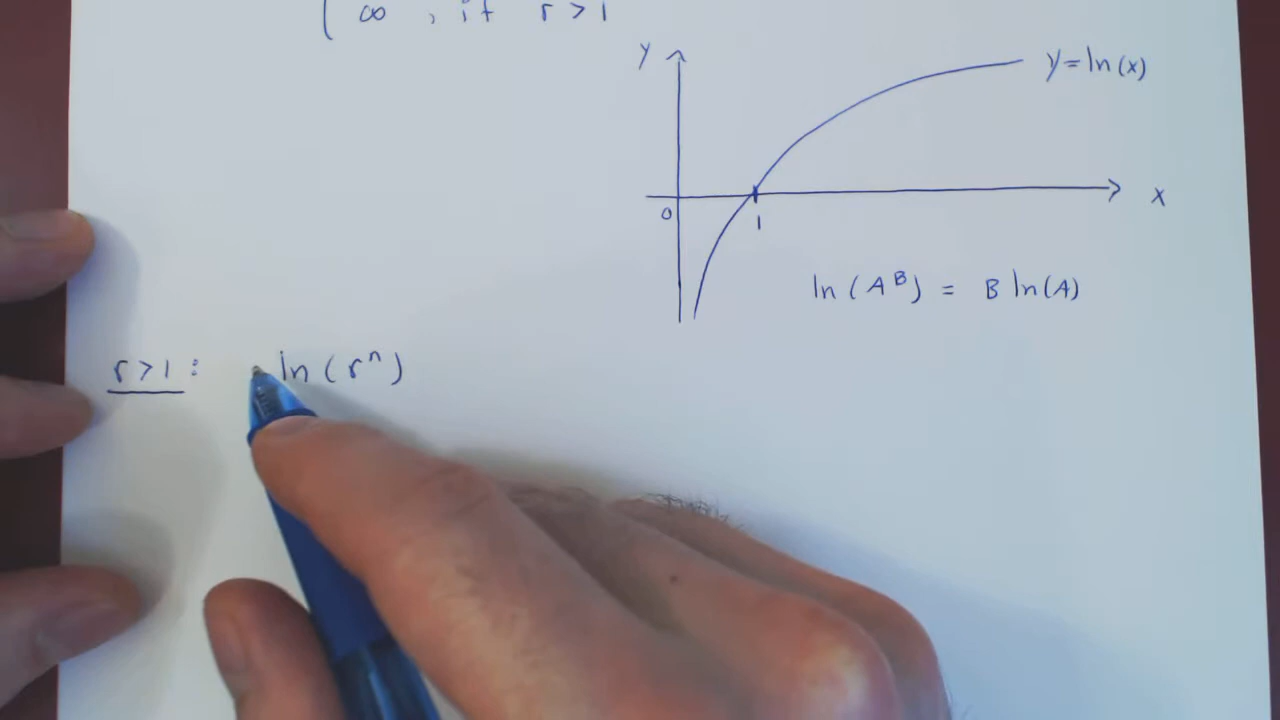 ∞ , if r > 1
y
y = ln(x)
0
1
x
ln(A^B) = B ln(A)
r > 1 : ln(r^n)